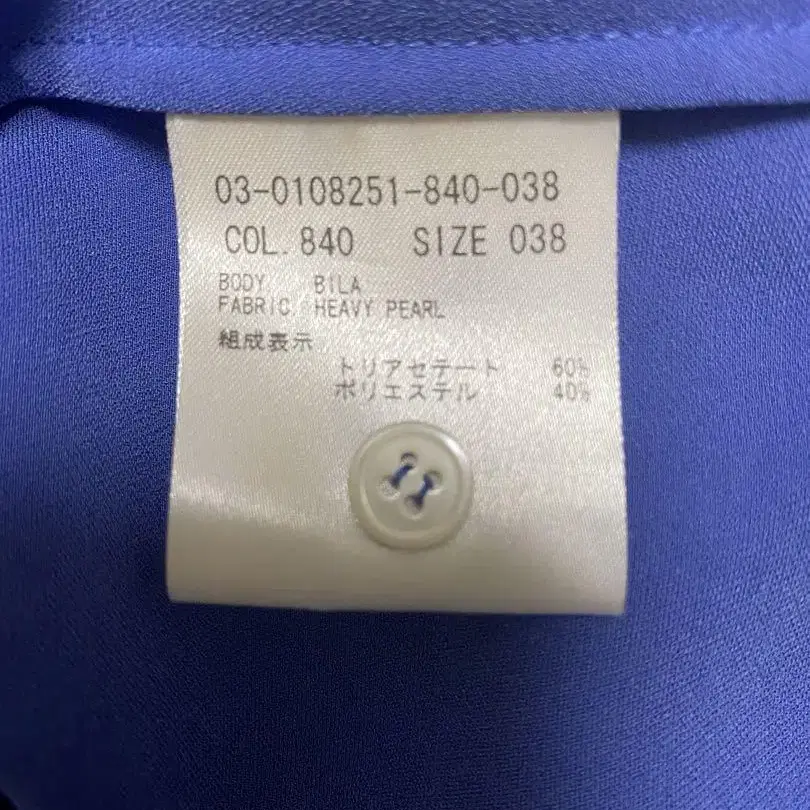 03-0108251-840-038
COL. 840 SIZE 038
BODY BILA
FABRIC HEAVY PEARL
組成表示
トリアセテート 60%
ポリエステル 40%